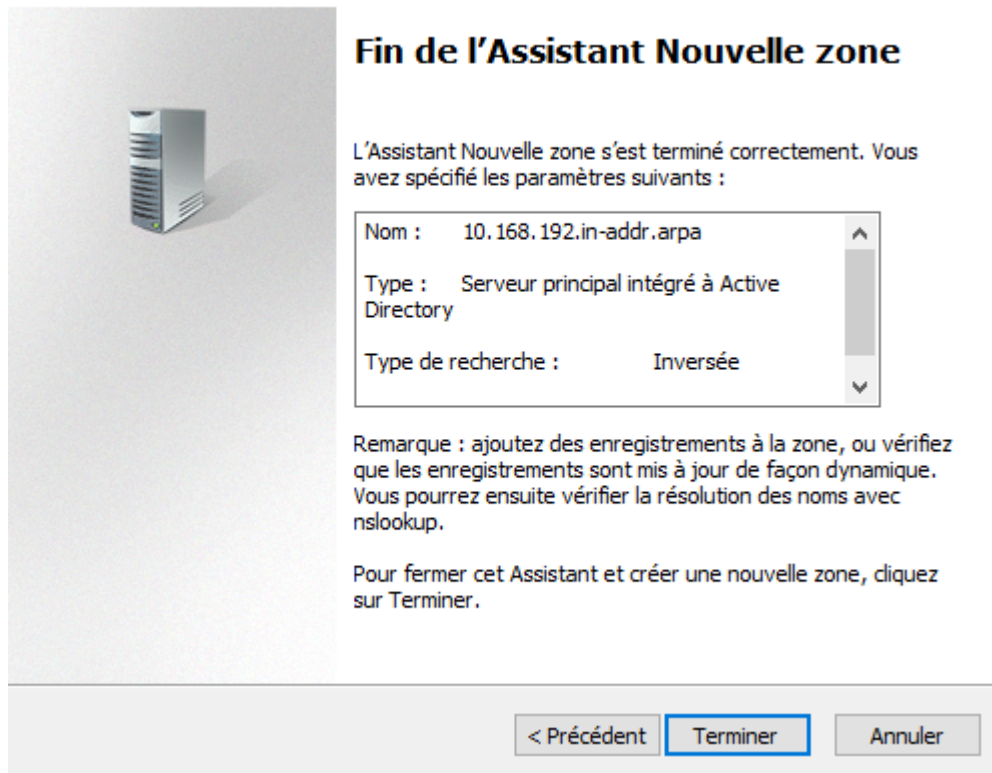 Fin de l’Assistant Nouvelle zone
L’Assistant Nouvelle zone s’est terminé correctement. Vous
avez spécifié les paramètres suivants :
Nom : 10.168.192.in-addr.arpa
Type : Serveur principal intégré à Active
Directory
Type de recherche : Inversée
Remarque : ajoutez des enregistrements à la zone, ou vérifiez
que les enregistrements sont mis à jour de façon dynamique.
Vous pourrez ensuite vérifier la résolution des noms avec
nslookup.
Pour fermer cet Assistant et créer une nouvelle zone, cliquez
sur Terminer.
< Précédent Terminer Annuler